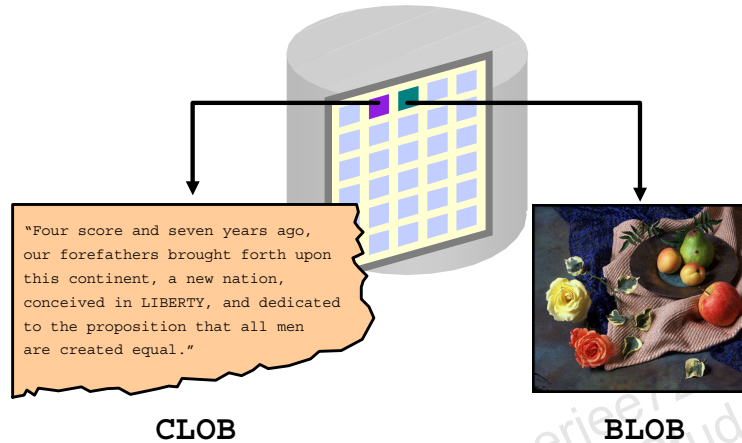 “Four score and seven years ago,
our forefathers brought forth upon
this continent, a new nation,
conceived in LIBERTY, and dedicated
to the proposition that all men
are created equal.”
CLOB
BLOB